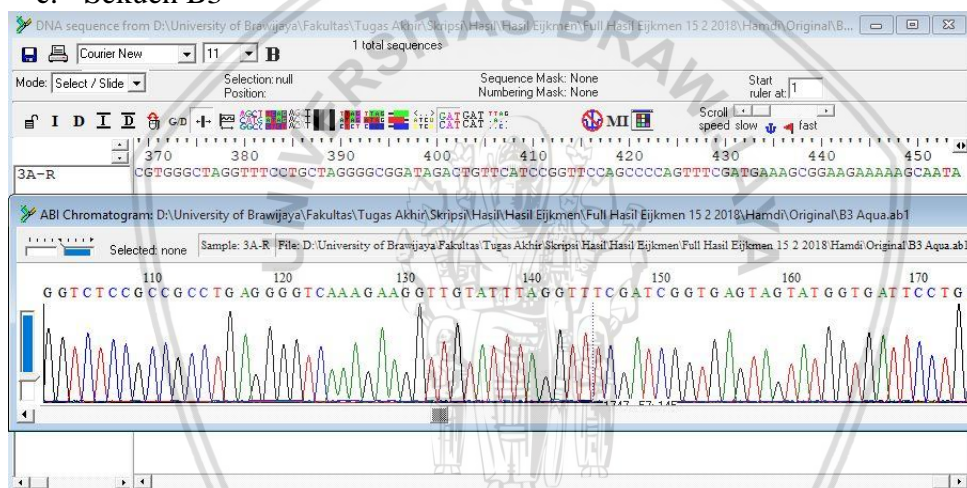 c. Sekuen B3
DNA sequence from D:\University of Brawijaya\Fakultas\Tugas Akhir\Skripsi\Hasil\Hasil Eijkmen\Full Hasil Eijkmen 15 2 2018\Hamdi\Original\B...
Courier New 11 B 1 total sequences
Mode: Select / Slide Selection: null Sequence Mask: None Start
Position: Numbering Mask: None ruler at: 1
I D I D G/D MI Scroll
speed slow fast
370 380 390 400 410 420 430 440 450
3A-R CGTGGGCTAGGTTTCCTGCTAGGGGCGGATAGACTGTTCATCCGGTTCCAGCCCCAGTTTCGATGAAAGCGGAAGAAAAAGCAATA
ABI Chromatogram: D:\University of Brawijaya\Fakultas\Tugas Akhir\Skripsi\Hasil\Hasil Eijkmen\Full Hasil Eijkmen 15 2 2018\Hamdi\Original\B3 Aqua.ab1
Selected: none Sample: 3A-R File: D:\University of Brawijaya\Fakultas\Tugas Akhir\Skripsi\Hasil\Hasil Eijkmen\Full Hasil Eijkmen 15 2 2018\Hamdi\Original\B3 Aqua.ab1
110 120 130 140 150 160 170
GGTCTCCGCCGCCTGAGGGGTCAAAGAAGGTTGTATTTAGGTTTCGATCGGTGAGTAGTATGGTGATTCCTG
UNIVERSITAS BRAWIJAYA